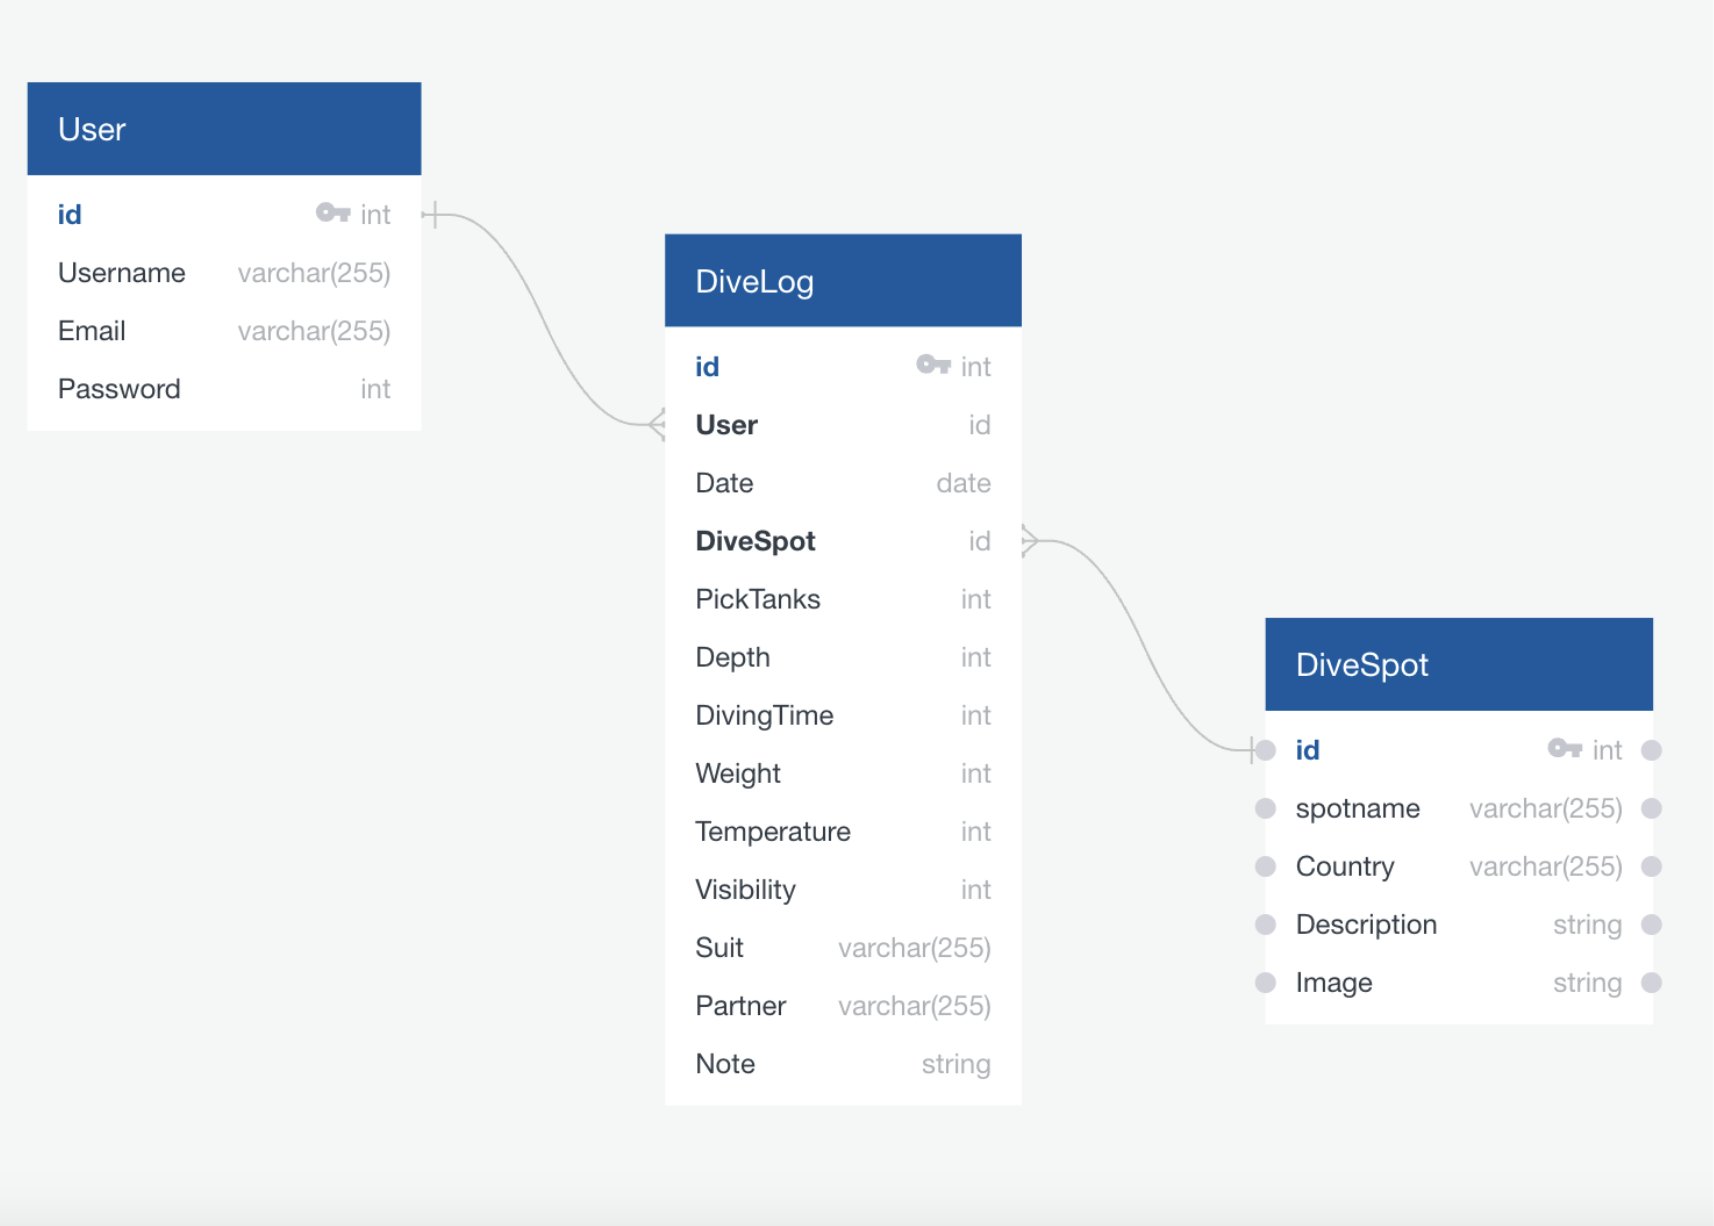 User
id int
Username varchar(255)
Email varchar(255)
Password int
DiveLog
id int
User id
Date date
DiveSpot id
PickTanks int
Depth int
DivingTime int
Weight int
Temperature int
Visibility int
Suit varchar(255)
Partner varchar(255)
Note string
DiveSpot
id int
spotname varchar(255)
Country varchar(255)
Description string
Image string